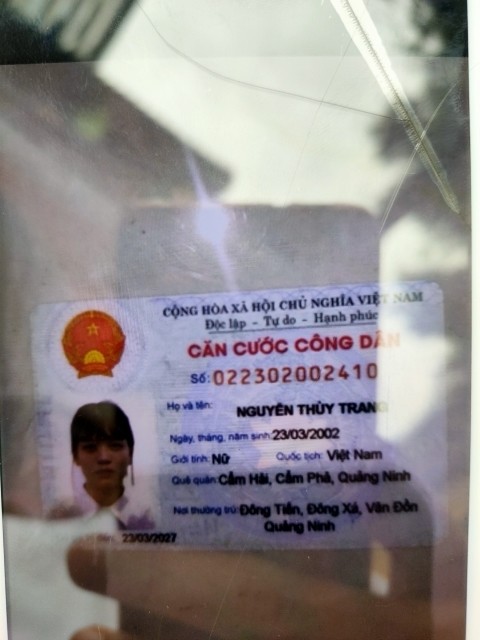 CỘNG HÒA XÃ HỘI CHỦ NGHĨA VIỆT NAM
Độc lập - Tự do - Hạnh phúc
CĂN CƯỚC CÔNG DÂN
Số: 022302002410
Họ và tên: NGUYỄN THÙY TRANG
Ngày, tháng, năm sinh: 23/03/2002
Giới tính: Nữ Quốc tịch: Việt Nam
Quê quán: Cẩm Hải, Cẩm Phả, Quảng Ninh
Nơi thường trú: Đông Tiến, Đông Xá, Vân Đồn
Quảng Ninh
23/03/2027